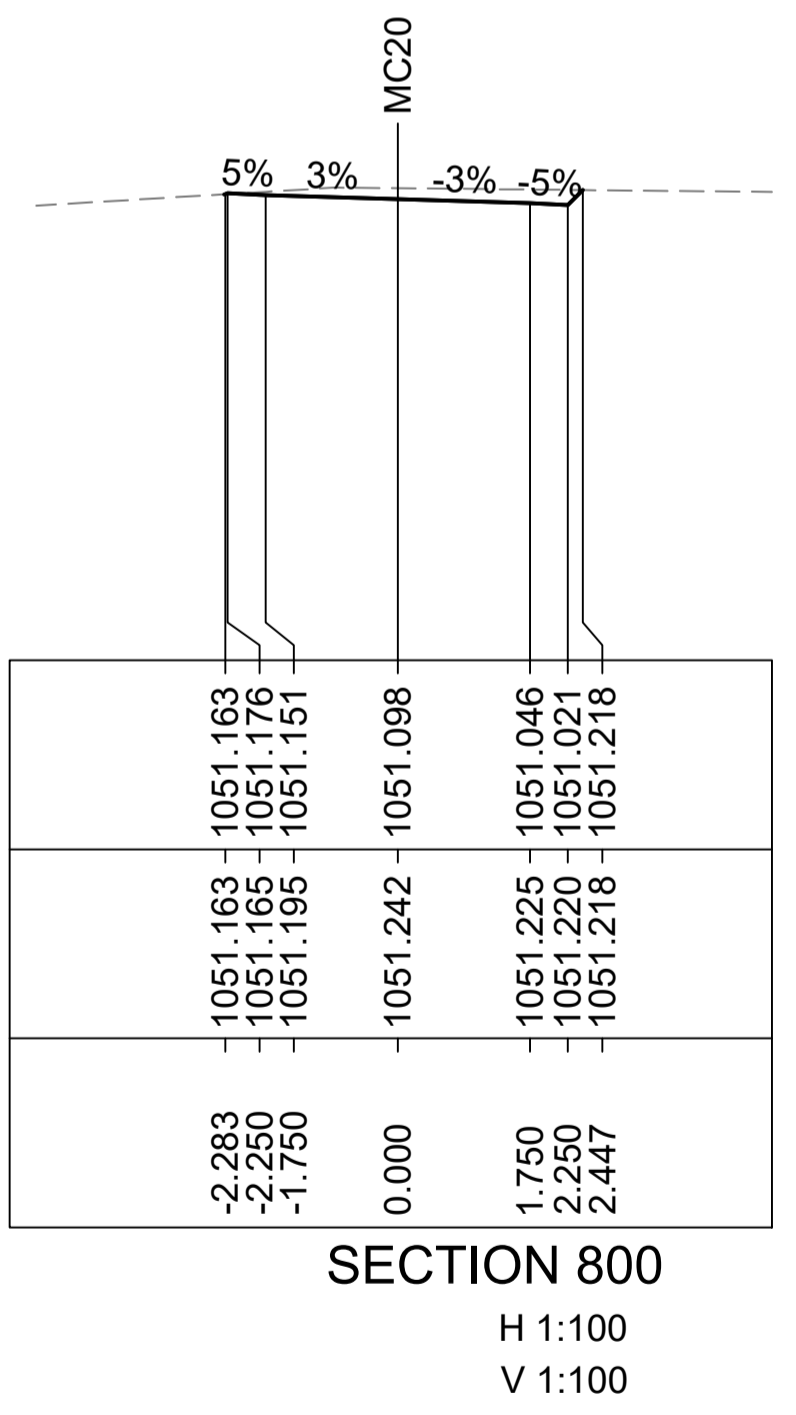 MC20
5% 3% -3% -5%
1051.163 1051.176 1051.151 1051.098 1051.046 1051.021 1051.218
1051.163 1051.165 1051.195 1051.242 1051.225 1051.220 1051.218
-2.283 -2.250 -1.750 0.000 1.750 2.250 2.447
SECTION 800
H 1:100
V 1:100